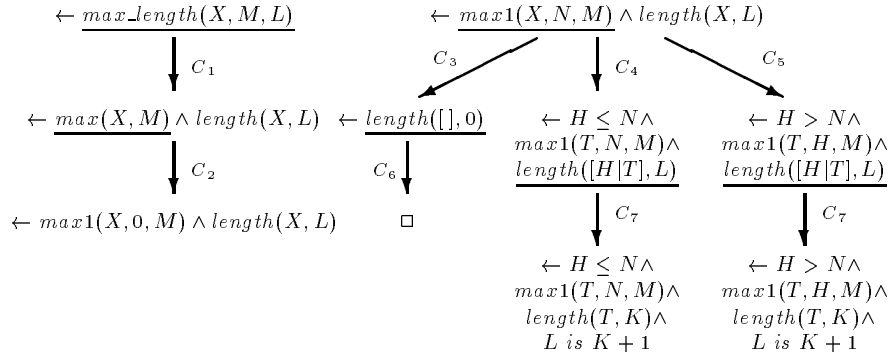 ← max_length(X, M, L)
← max1(X, N, M) ∧ length(X, L)
C₁
C₃
C₄
C₅
← max(X, M) ∧ length(X, L)
← length([ ], 0)
← H ≤ N∧
max1(T, N, M)∧
length([H|T], L)
← H > N∧
max1(T, H, M)∧
length([H|T], L)
C₂
C₆
C₇
C₇
← max1(X, 0, M) ∧ length(X, L)
□
← H ≤ N∧
max1(T, N, M)∧
length(T, K)∧
L is K + 1
← H > N∧
max1(T, H, M)∧
length(T, K)∧
L is K + 1